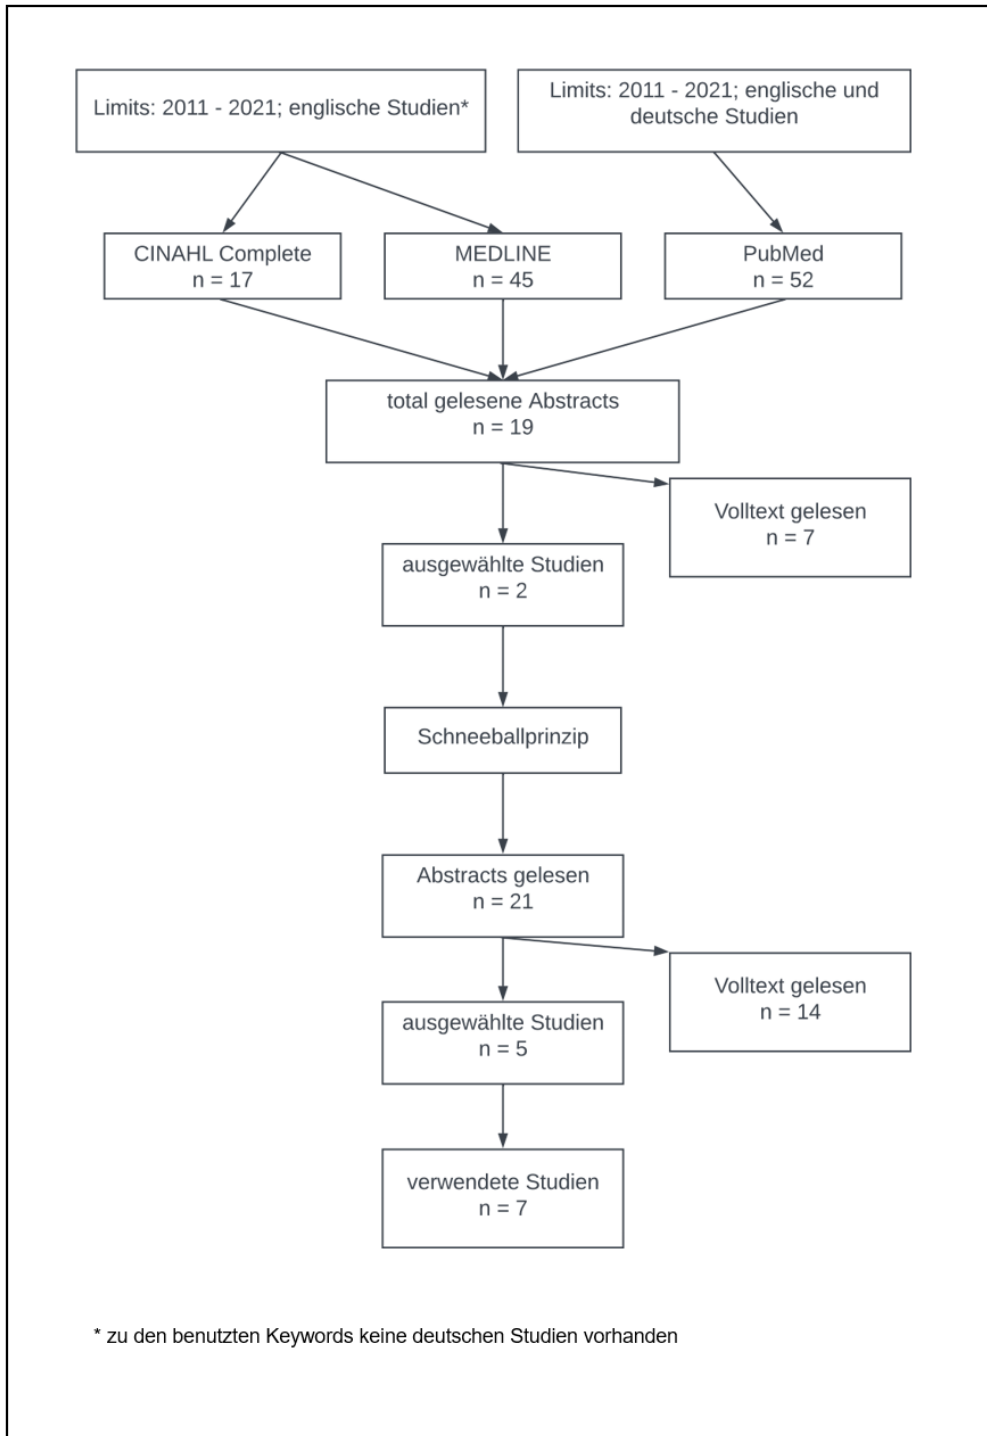 Limits: 2011 - 2021; englische Studien*
Limits: 2011 - 2021; englische und
deutsche Studien
CINAHL Complete
n = 17
MEDLINE
n = 45
PubMed
n = 52
total gelesene Abstracts
n = 19
Volltext gelesen
n = 7
ausgewählte Studien
n = 2
Schneeballprinzip
Abstracts gelesen
n = 21
Volltext gelesen
n = 14
ausgewählte Studien
n = 5
verwendete Studien
n = 7
* zu den benutzten Keywords keine deutschen Studien vorhanden